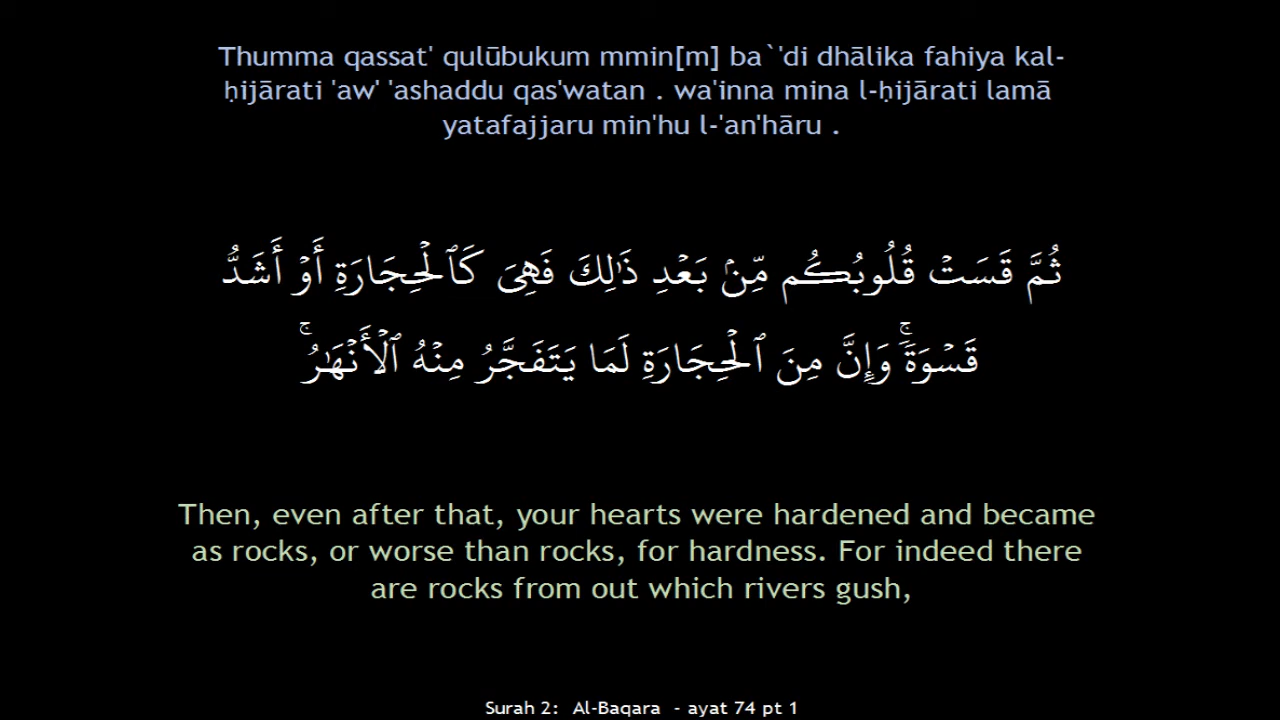 Thumma qassat' qulūbukum mmin[m] ba`'di dhālika fahiya kal-
ḥijārati 'aw' 'ashaddu qas'watan . wa'inna mina l-ḥijārati lamā
yatafajjaru min'hu l-'an'hāru .
ثُمَّ قَسَتۡ قُلُوبُكُم مِّنۢ بَعۡدِ ذَٰلِكَ فَهِىَ كَٱلۡحِجَارَةِ أَوۡ أَشَدُّ
قَسۡوَةٗۚ وَإِنَّ مِنَ ٱلۡحِجَارَةِ لَمَا يَتَفَجَّرُ مِنۡهُ ٱلۡأَنۡهَٰرُۚ
Then, even after that, your hearts were hardened and became
as rocks, or worse than rocks, for hardness. For indeed there
are rocks from out which rivers gush,
Surah 2: Al-Baqara - ayat 74 pt 1